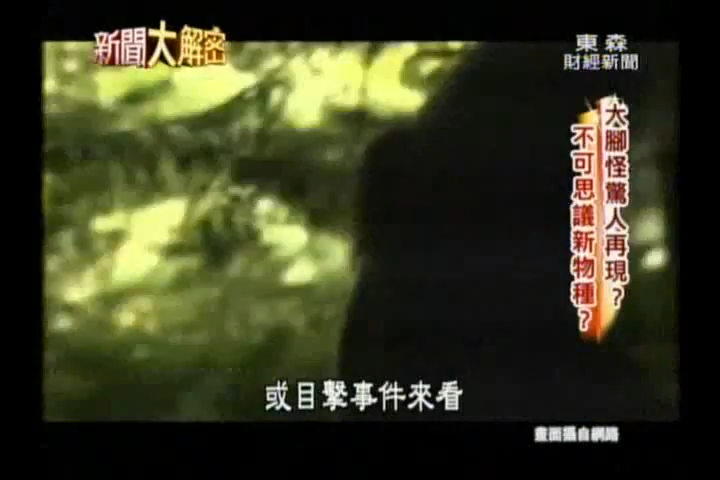 新聞大解密
東森
財經新聞
大腳怪驚人再現？
不可思議新物種？
或目擊事件來看
畫面攝自網路